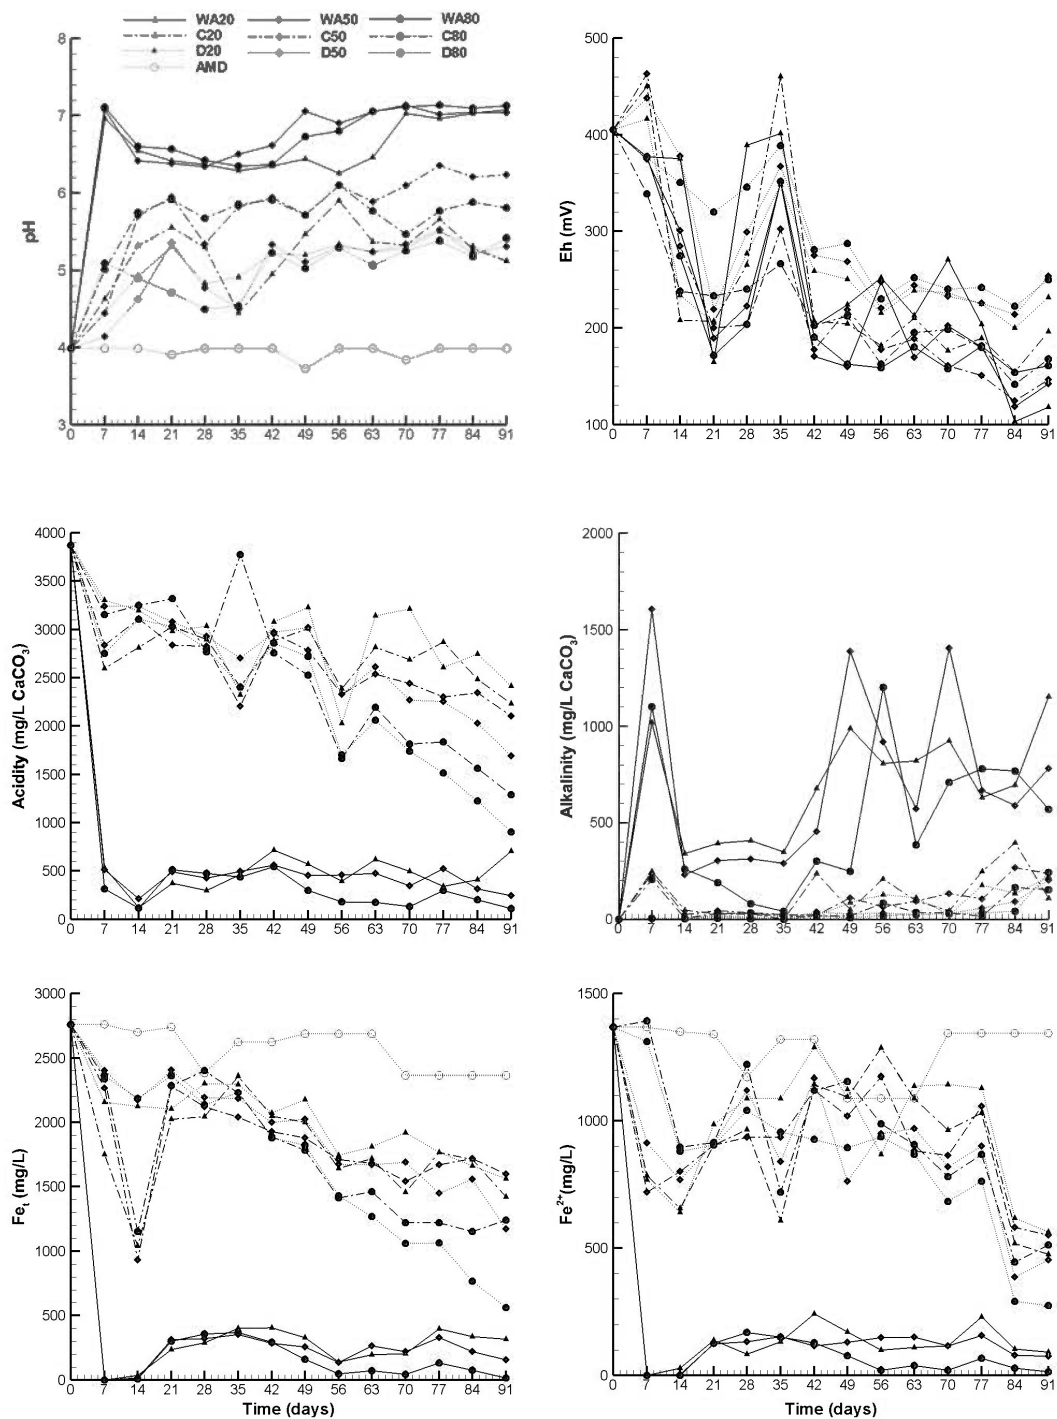 WA20 WA50 WA80
C20 C50 C80
D20 D50 D80
AMD
8
7
6
5
4
3
pH
0 7 14 21 28 35 42 49 56 63 70 77 84 91
500
400
300
200
100
Eh (mV)
0 7 14 21 28 35 42 49 56 63 70 77 84 91
4000
3500
3000
2500
2000
1500
1000
500
0
Acidity (mg/L CaCO₃)
0 7 14 21 28 35 42 49 56 63 70 77 84 91
2000
1500
1000
500
0
Alkalinity (mg/L CaCO₃)
0 7 14 21 28 35 42 49 56 63 70 77 84 91
3000
2500
2000
1500
1000
500
0
Feₜ (mg/L)
0 7 14 21 28 35 42 49 56 63 70 77 84 91
Time (days)
1500
1000
500
0
Fe²⁺(mg/L)
0 7 14 21 28 35 42 49 56 63 70 77 84 91
Time (days)